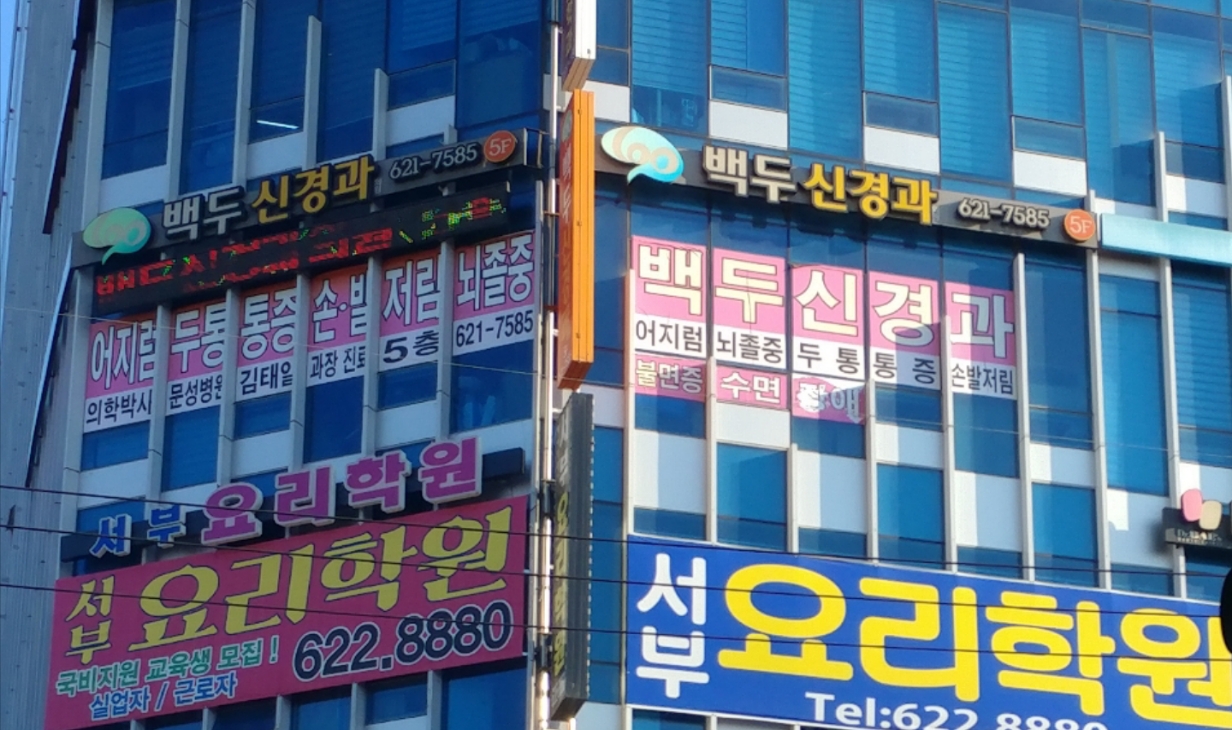 백두신경과 621-7585 5F
어지럼 두통 통증 손·발 저림 뇌졸중
의학박사 문성병원 김태일 과장 진료 5층 621-7585
서부 요리학원
서부 요리학원
국비지원 교육생 모집!
실업자 / 근로자
622.8880
백두신경과 621-7585 5F
백두신경과
어지럼 뇌졸중 두통 통증 손발저림
불면증 수면 장애
서부 요리학원
Tel:622.8880